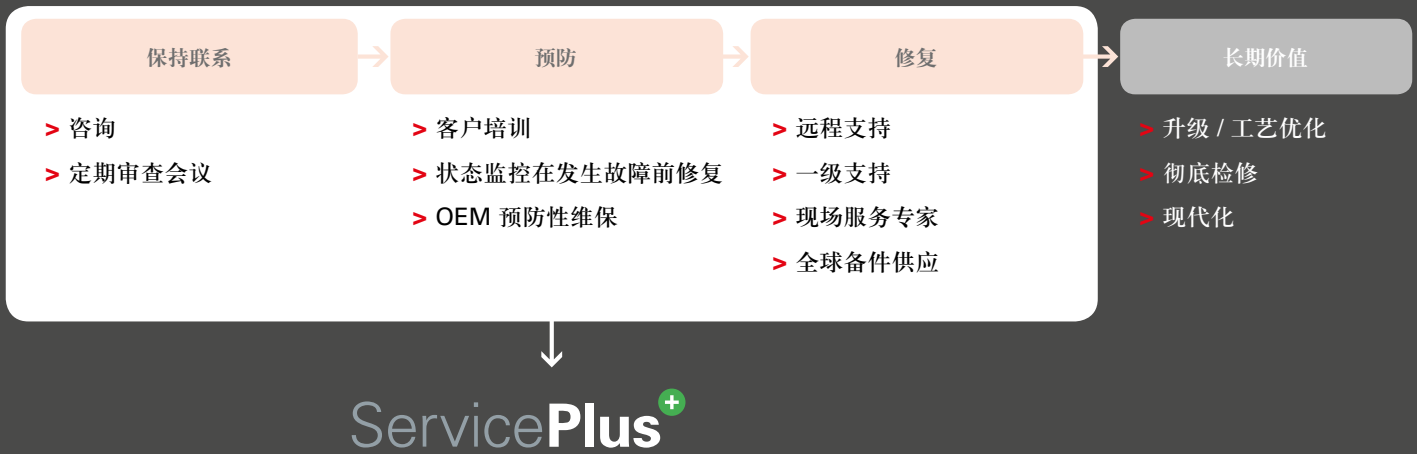 保持联系
> 咨询
> 定期审查会议
预防
> 客户培训
> 状态监控在发生故障前修复
> OEM 预防性维保
修复
> 远程支持
> 一级支持
> 现场服务专家
> 全球备件供应
长期价值
> 升级 / 工艺优化
> 彻底检修
> 现代化
ServicePlus+